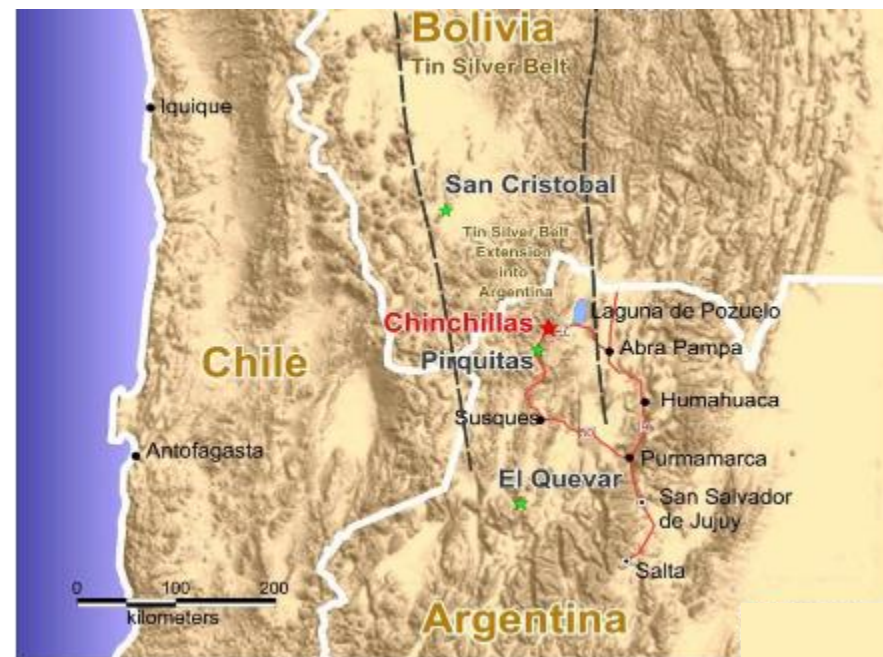 Bolivia
Tin Silver Belt
Iquique
San Cristobal
Tin Silver Belt
Extension
into
Argentina
Laguna de Pozuelo
Chinchillas
Abra Pampa
Pirquitas
Chile
Humahuaca
Susques
Antofagasta
Purmamarca
El Quevar
San Salvador
de Jujuy
Salta
0 100 200
kilometers
Argentina